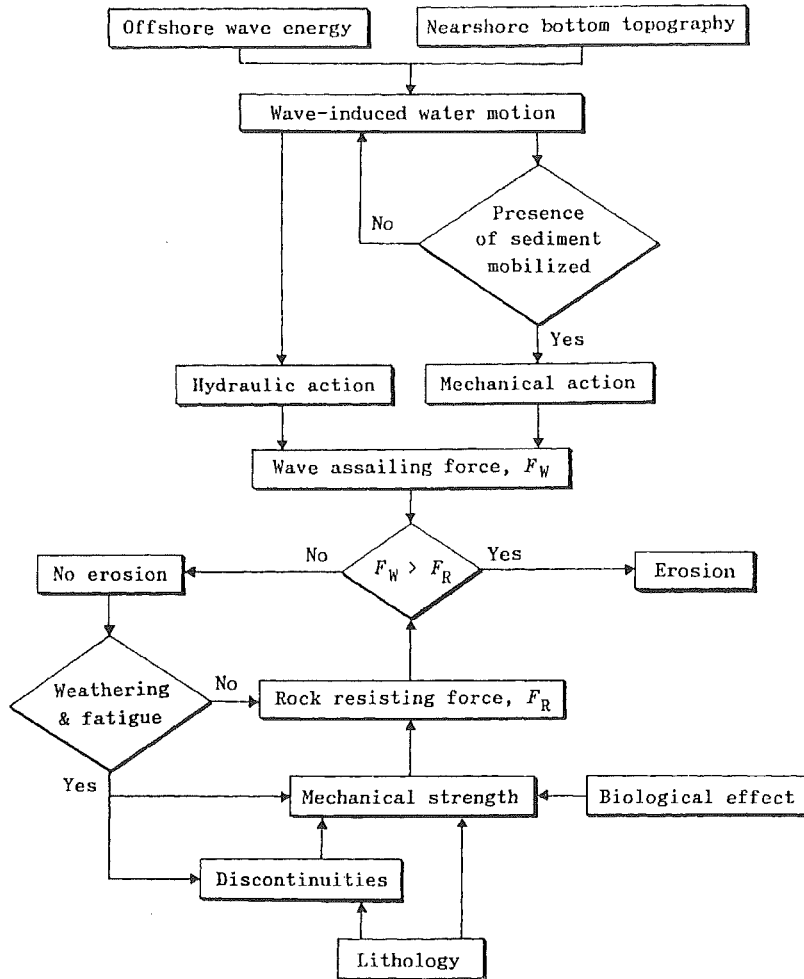 Offshore wave energy
Nearshore bottom topography
Wave-induced water motion
No
Presence
of sediment
mobilized
Yes
Hydraulic action
Mechanical action
Wave assailing force, F_W
No
F_W > F_R
Yes
No erosion
Erosion
Weathering
& fatigue
No
Rock resisting force, F_R
Yes
Mechanical strength
Biological effect
Discontinuities
Lithology